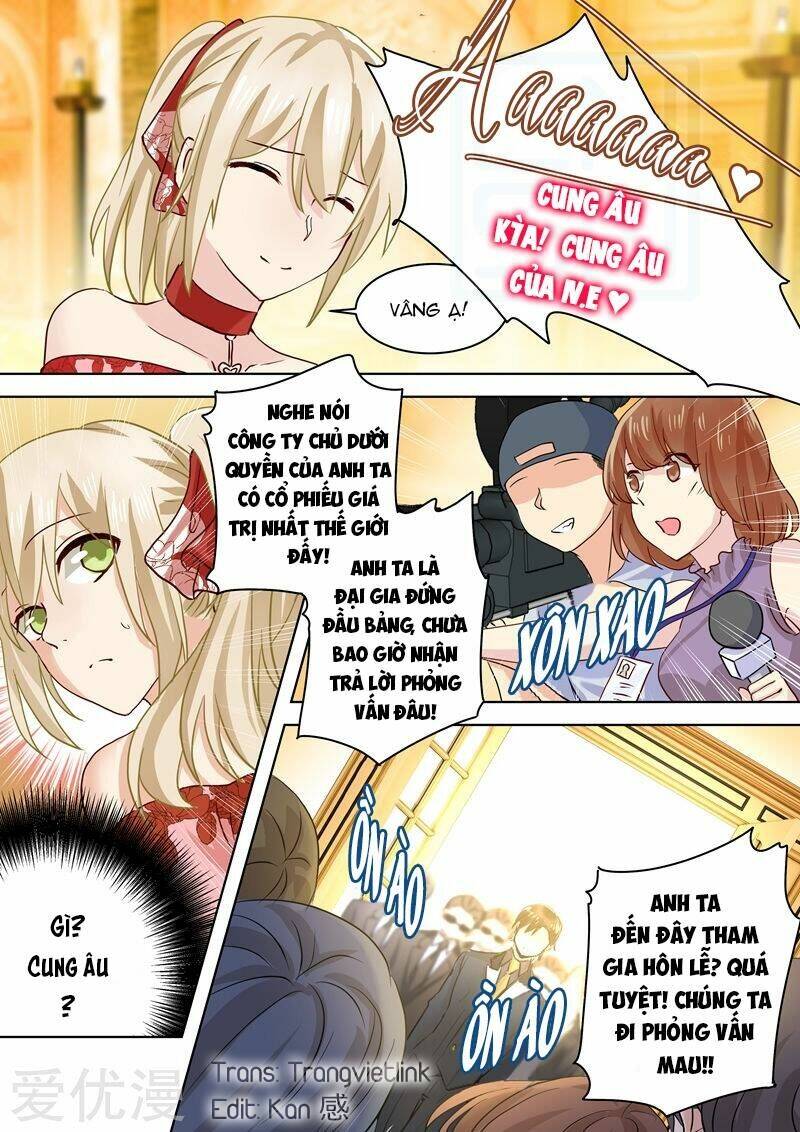 Aaaaaaaa ♥
CUNG ÂU
KÌA! CUNG ÂU
CỦA N.E ♥
VÂNG Ạ!
NGHE NÓI
CÔNG TY CHỦ DƯỚI
QUYỀN CỦA ANH TA
CÓ CỔ PHIẾU GIÁ
TRỊ NHẤT THẾ GIỚI
ĐẤY!
ANH TA LÀ
ĐẠI GIA ĐỨNG
ĐẦU BẢNG, CHƯA
BAO GIỜ NHẬN
TRẢ LỜI PHỎNG
VẤN ĐÂU!
XÔN XAO
ỒN ÀO
GÌ?
CUNG ÂU
?
ỒN ÀO
ANH TA
ĐẾN ĐÂY THAM
GIA HÔN LỄ? QUÁ
TUYỆT! CHÚNG TA
ĐI PHỎNG VẤN
MAU!!
爱优漫
Trans: Trangvietlink
Edit: Kan 感